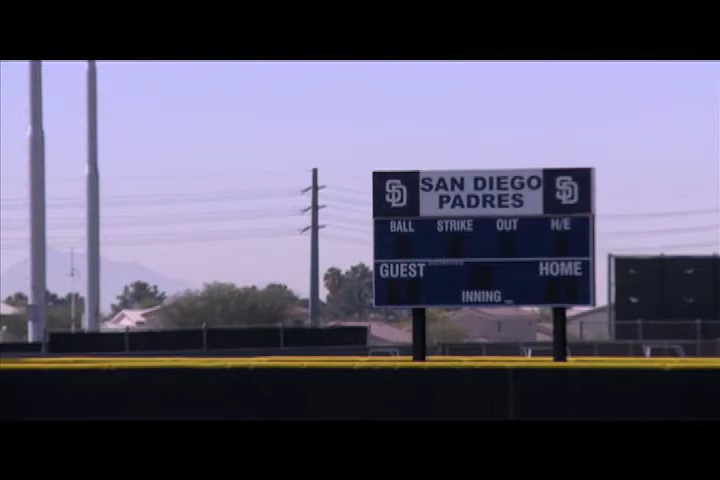 SD SAN DIEGO SD
PADRES
BALL STRIKE OUT H/E
GUEST HOME
INNING